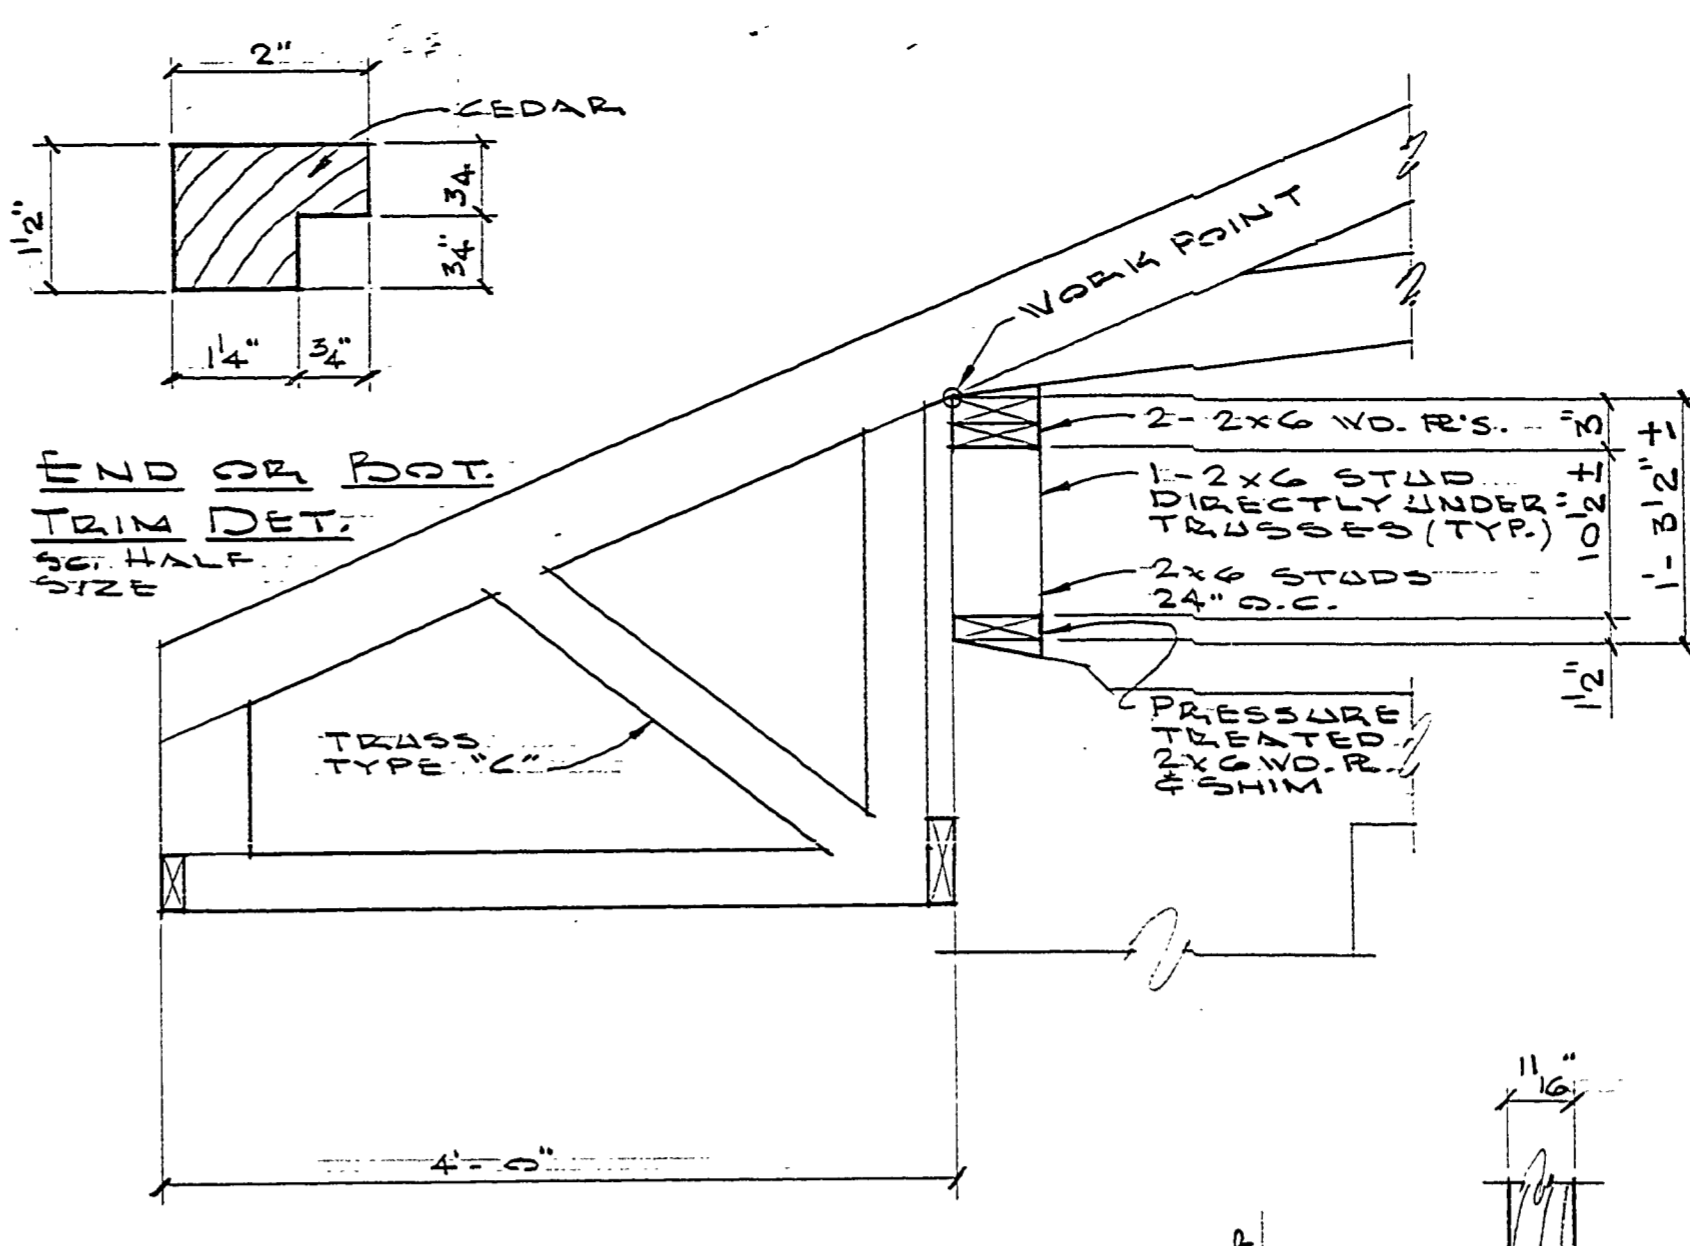 2"
CEDAR
1½"
¾
¾"
1¼"
¾"
END OR BOT.
TRIM DET.
SC. HALF
SIZE
WORK POINT
2-2x6 WD. PL'S.
1-2x6 STUD
DIRECTLY UNDER
TRUSSES (TYP.)
2x6 STUDS
24" O.C.
PRESSURE
TREATED
2x6 WD. PL.
& SHIM
3"
10½" ±
1½"
1'-3½" ±
TRUSS
TYPE "C"
4'-0"
11/16"